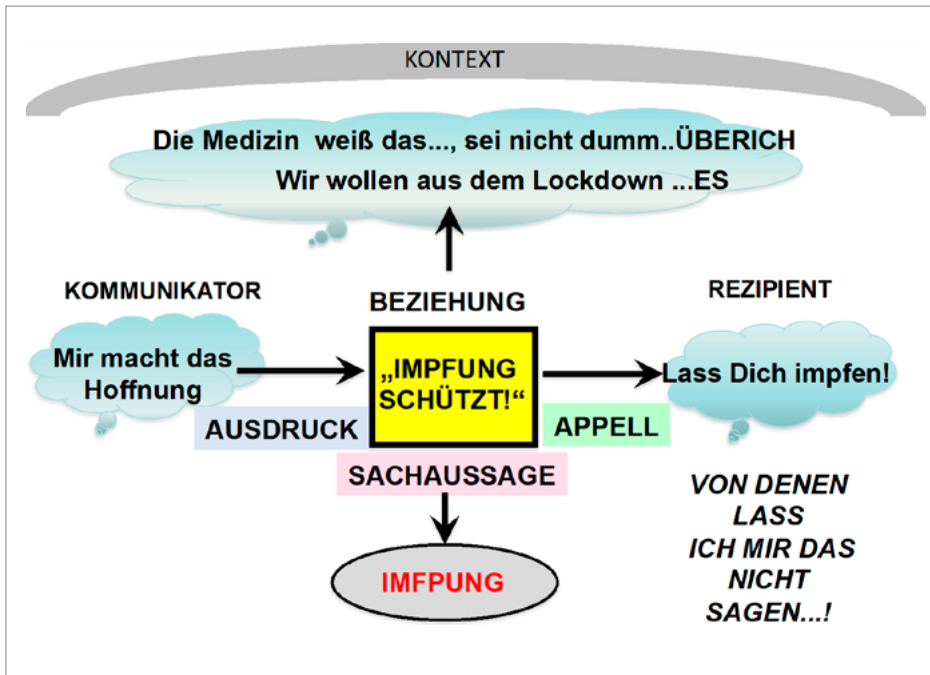 KONTEXT
Die Medizin weiß das..., sei nicht dumm..ÜBERICH
Wir wollen aus dem Lockdown ...ES
KOMMUNIKATOR
BEZIEHUNG
REZIPIENT
Mir macht das
Hoffnung
„IMPFUNG
SCHÜTZT!“
Lass Dich impfen!
AUSDRUCK
APPELL
SACHAUSSAGE
IMFPUNG
VON DENEN
LASS
ICH MIR DAS
NICHT
SAGEN...!